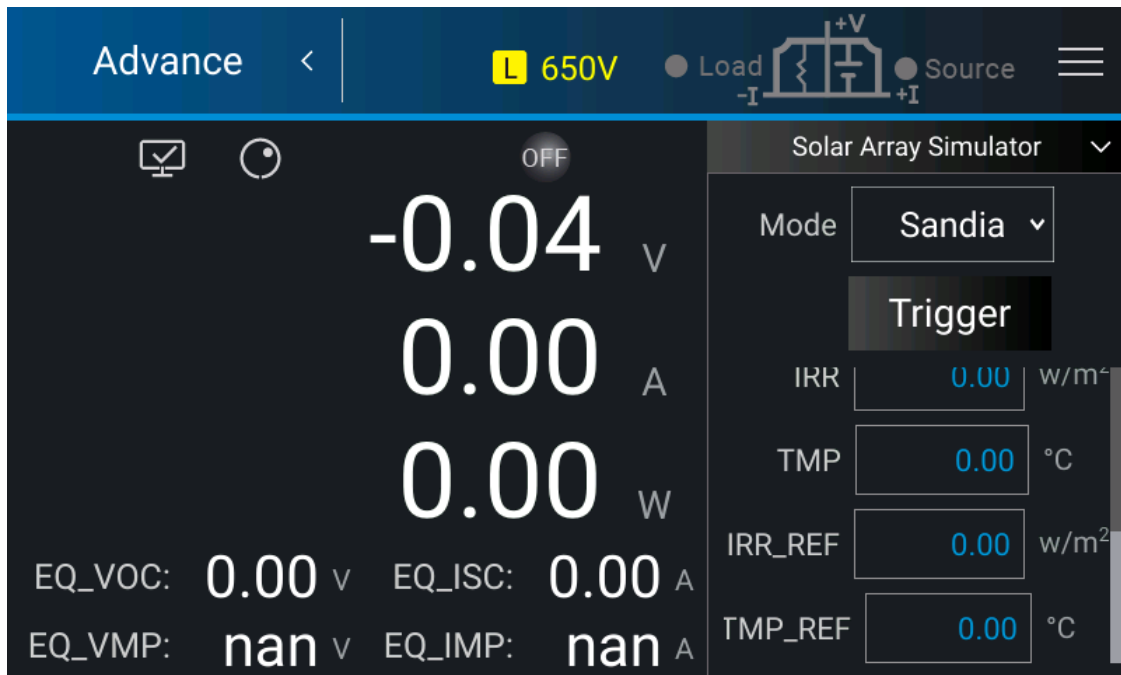 Advance <
L 650V
Load
+V
-I
+I
Source
OFF
-0.04 V
0.00 A
0.00 W
EQ_VOC: 0.00 V EQ_ISC: 0.00 A
EQ_VMP: nan V EQ_IMP: nan A
Solar Array Simulator
Mode Sandia
Trigger
IRR 0.00 w/m²
TMP 0.00 °C
IRR_REF 0.00 w/m²
TMP_REF 0.00 °C